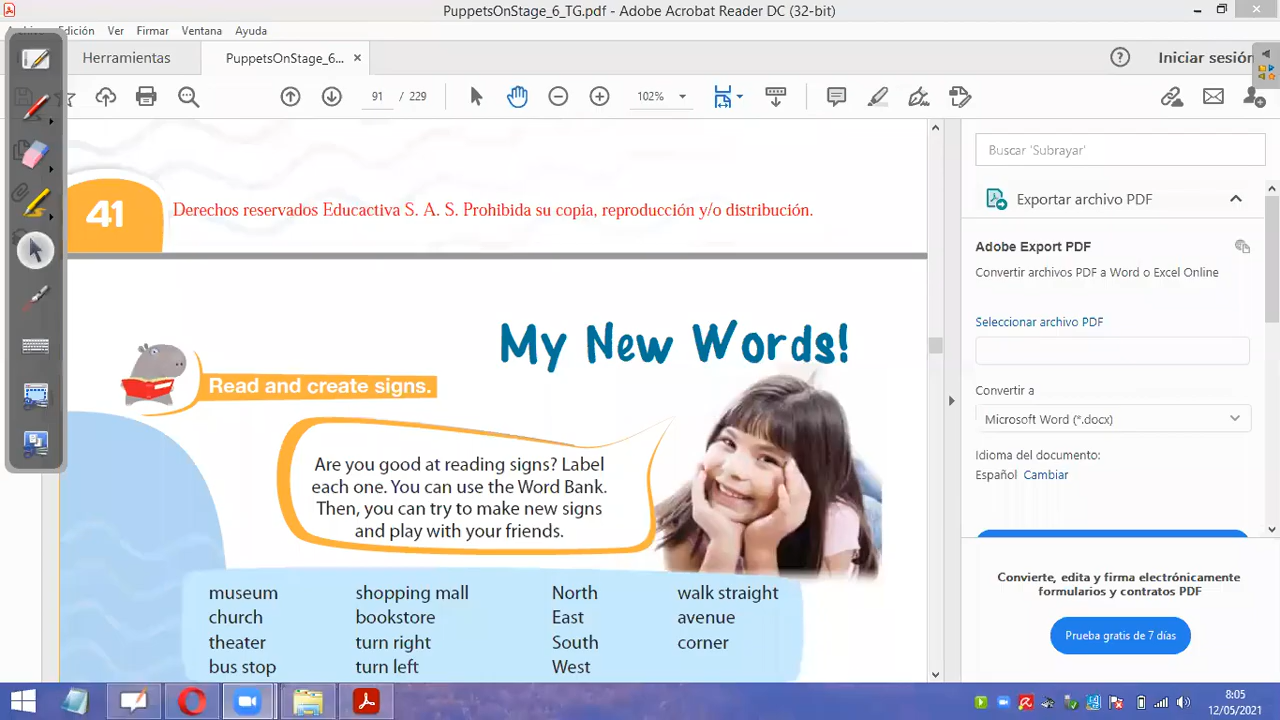 PuppetsOnStage_6_TG.pdf - Adobe Acrobat Reader DC (32-bit)
Edición Ver Firmar Ventana Ayuda
Herramientas PuppetsOnStage_6... × Iniciar sesión
91 / 229 102%
Buscar 'Subrayar'
41 Derechos reservados Educactiva S. A. S. Prohibida su copia, reproducción y/o distribución.
Exportar archivo PDF
Adobe Export PDF
Convertir archivos PDF a Word o Excel Online
Seleccionar archivo PDF
Convertir a
Microsoft Word (*.docx)
Idioma del documento:
Español Cambiar
Convierte, edita y firma electrónicamente
formularios y contratos PDF
Prueba gratis de 7 días
My New Words!
Read and create signs.
Are you good at reading signs? Label
each one. You can use the Word Bank.
Then, you can try to make new signs
and play with your friends.
museum shopping mall North walk straight
church bookstore East avenue
theater turn right South corner
bus stop turn left West
8:05
12/05/2021